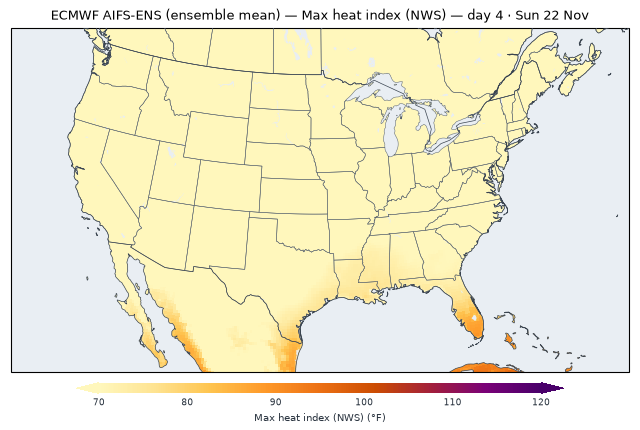 ECMWF AIFS-ENS (ensemble mean) — Max heat index (NWS) — day 4 · Sun 22 Nov
70 80 90 100 110 120
Max heat index (NWS) (°F)